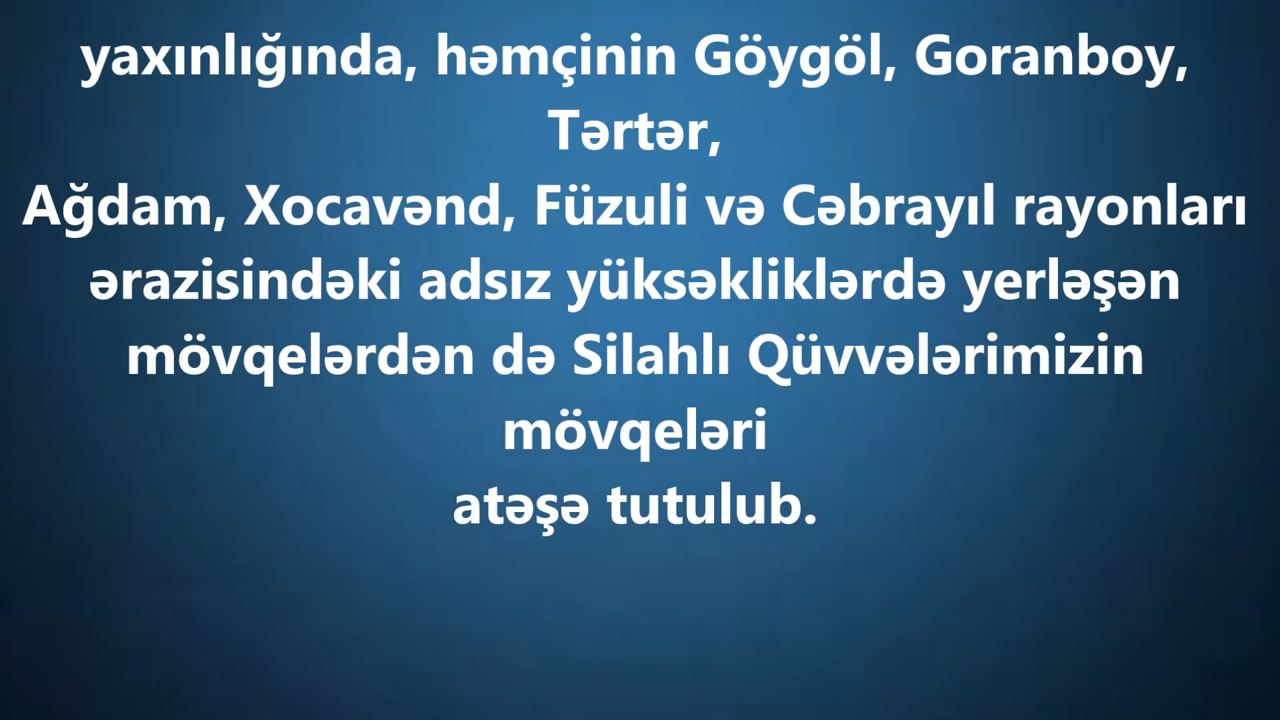 yaxınlığında, həmçinin Göygöl, Goranboy,
Tərtər,
Ağdam, Xocavənd, Füzuli və Cəbrayıl rayonları
ərazisindəki adsız yüksəkliklərdə yerləşən
mövqelərdən də Silahlı Qüvvələrimizin
mövqeləri
atəşə tutulub.